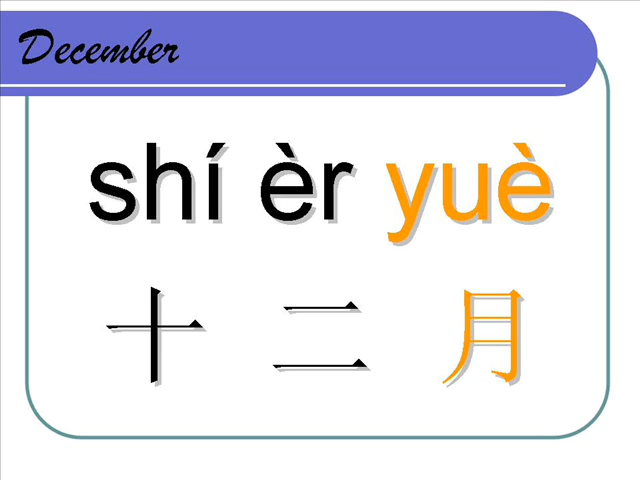 December
shí èr yuè
十 二 月